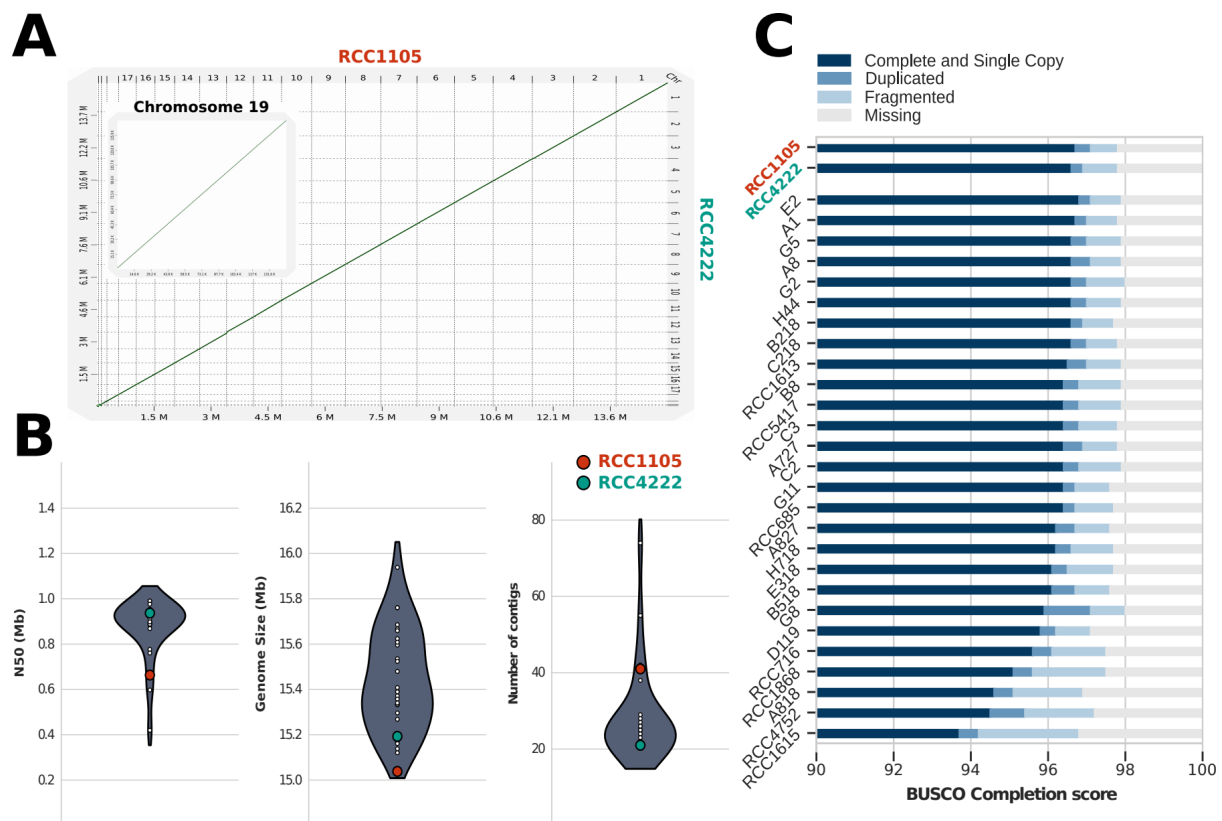 A
RCC1105
17 16 15 14 13 12 11 10 9 8 7 6 5 4 3 2 1 Chr
Chromosome 19
13.7 M
12.2 M
10.6 M
9.1 M
7.6 M
6.1 M
4.6 M
3 M
1.5 M
1
2
3
4
5
6
7
8
9
10
11
12
13
14
15
16
17
RCC4222
1.5 M 3 M 4.5 M 6 M 7.5 M 9 M 10.6 M 12.1 M 13.6 M
B
RCC1105
RCC4222
N50 (Mb)
1.4
1.2
1.0
0.8
0.6
0.4
0.2
Genome Size (Mb)
16.2
16.0
15.8
15.6
15.4
15.2
15.0
Number of contigs
80
60
40
20
C
Complete and Single Copy
Duplicated
Fragmented
Missing
RCC1105
RCC4222
E2
A1
G5
A8
G2
H44
B218
C218
RCC1613
B8
RCC5417
C3
A727
C2
G11
RCC685
A827
H718
E318
B518
G8
D119
RCC716
RCC1868
A818
RCC4752
RCC1615
90 92 94 96 98 100
BUSCO Completion score